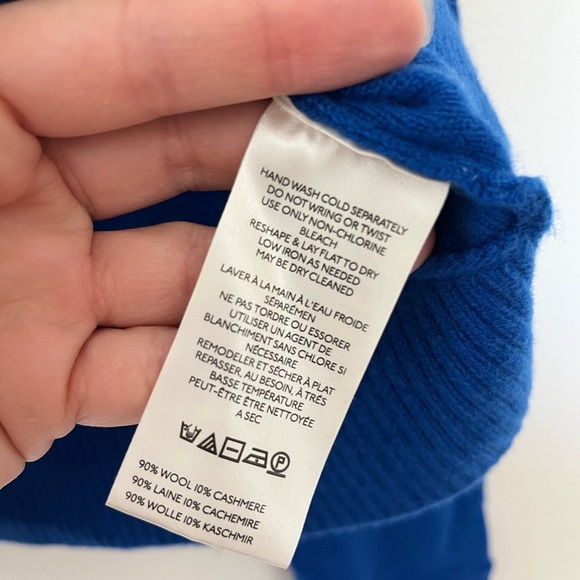 HAND WASH COLD SEPARATELY
DO NOT WRING OR TWIST
USE ONLY NON-CHLORINE
BLEACH
RESHAPE & LAY FLAT TO DRY
LOW IRON AS NEEDED
MAY BE DRY CLEANED
LAVER À LA MAIN À L'EAU FROIDE
SÉPARÉMEN
NE PAS TORDRE OU ESSORER
UTILISER UN AGENT DE
BLANCHIMENT SANS CHLORE SI
NÉCESSAIRE
REMODELER ET SÉCHER À PLAT
REPASSER, AU BESOIN, À TRÉS
BASSE TEMPÉRATURE
PEUT-ÊTRE ÊTRE NETTOYÉE
A SEC
P
90% WOOL 10% CASHMERE
90% LAINE 10% CACHEMIRE
90% WOLLE 10% KASCHMIR